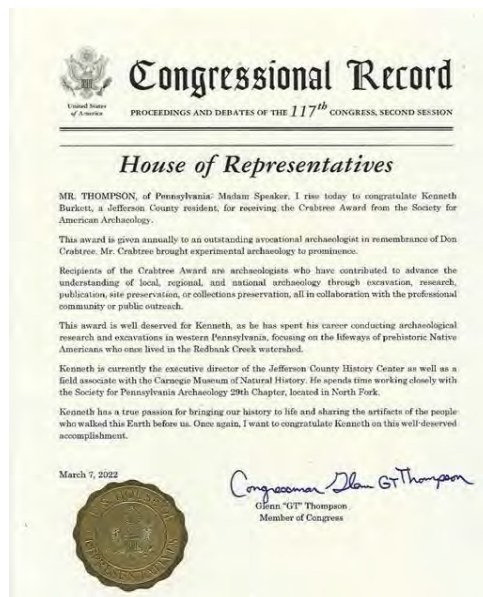 Congressional Record
United States
of America
PROCEEDINGS AND DEBATES OF THE 117th CONGRESS, SECOND SESSION
House of Representatives
MR. THOMPSON, of Pennsylvania: Madam Speaker, I rise today to congratulate Kenneth
Burkett, a Jefferson County resident, for receiving the Crabtree Award from the Society for
American Archaeology.
This award is given annually to an outstanding avocational archaeologist in remembrance of Don
Crabtree. Mr. Crabtree brought experimental archaeology to prominence.
Recipients of the Crabtree Award are archaeologists who have contributed to advance the
understanding of local, regional, and national archaeology through excavation, research,
publication, site preservation, or collections preservation, all in collaboration with the professional
community or public outreach.
This award is well deserved for Kenneth, as he has spent his career conducting archaeological
research and excavations in western Pennsylvania, focusing on the lifeways of prehistoric Native
Americans who once lived in the Redbank Creek watershed.
Kenneth is currently the executive director of the Jefferson County History Center as well as a
field associate with the Carnegie Museum of Natural History. He spends time working closely with
the Society for Pennsylvania Archaeology 29th Chapter, located in North Fork.
Kenneth has a true passion for bringing our history to life and sharing the artifacts of the people
who walked this Earth before us. Once again, I want to congratulate Kenneth on this well-deserved
accomplishment.
March 7, 2022
Congressman Glenn GT Thompson
Glenn "GT" Thompson
Member of Congress
REPRESENTATIVES